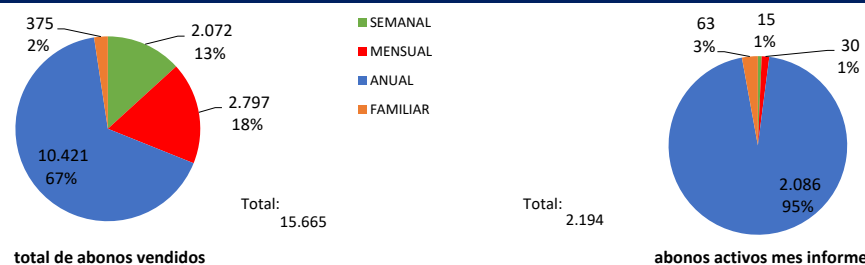 375
2%
2.072
13%
2.797
18%
10.421
67%
Total:
15.665
total de abonos vendidos
SEMANAL
MENSUAL
ANUAL
FAMILIAR
63
3%
15
1%
30
1%
2.086
95%
Total:
2.194
abonos activos mes informe